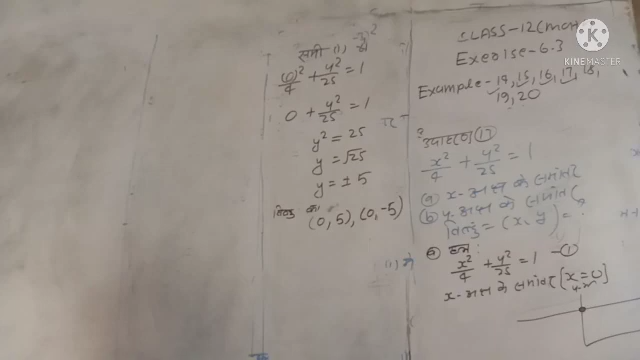 CLASS-12(mat
Exercise-6.3
Example-14, 15, 16, 17, 18,
19, 20
उदाहरण (17)
x²/4 + y²/25 = 1
(a) x-अक्ष के समांतर
(b) y-अक्ष के समांतर
बिन्दु = (x, y) = ?
(a) हल:
x²/4 + y²/25 = 1 -(1)
x-अक्ष के समांतर [x=0]
समी (1) से
(0)²/4 + y²/25 = 1
0 + y²/25 = 1
y² = 25
y = √25
y = ± 5
(0, 5), (0, -5)
(1) से
KINEMASTER